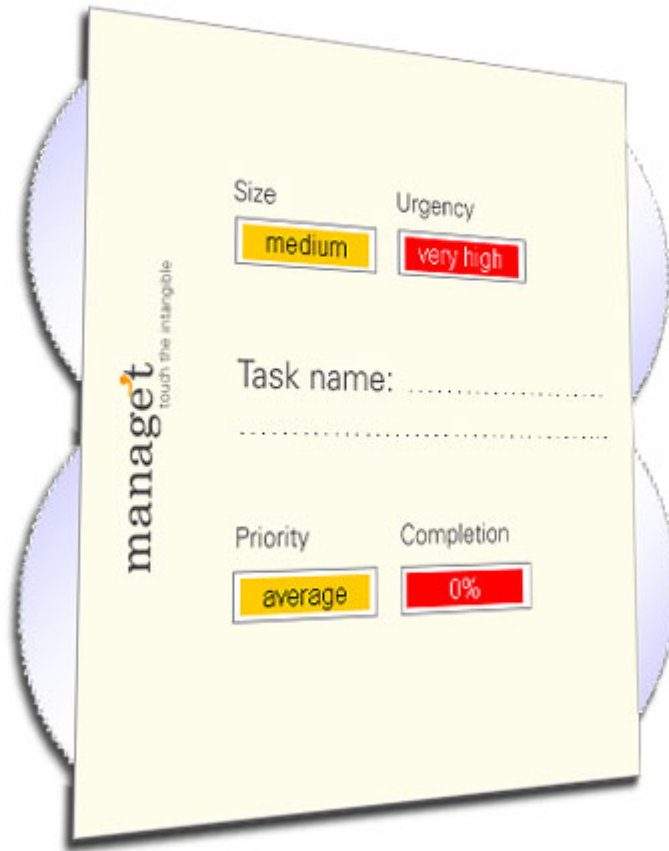 Size Urgency
medium very high
Task name:
Priority Completion
average 0%
manage't
touch the intangible